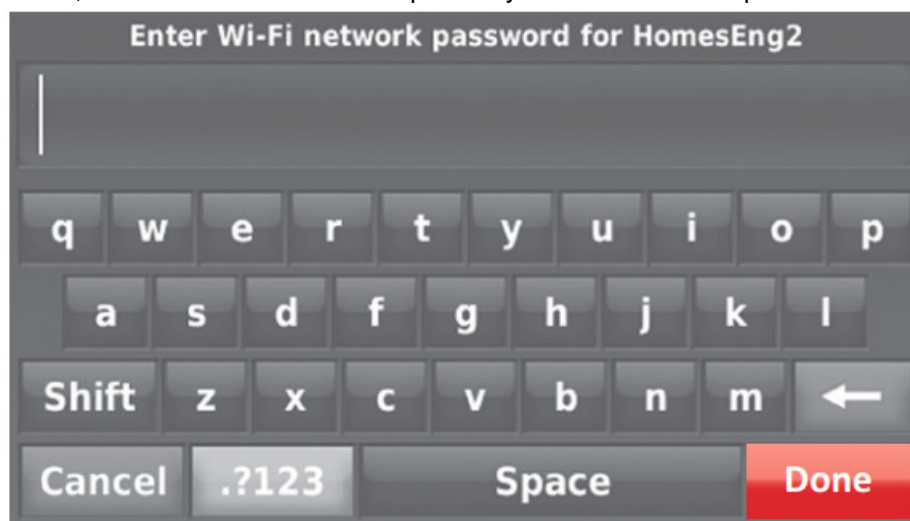 Enter Wi-Fi network password for HomesEng2
q w e r t y u i o p
a s d f g h j k l
Shift z x c v b n m ←
Cancel .?123 Space Done